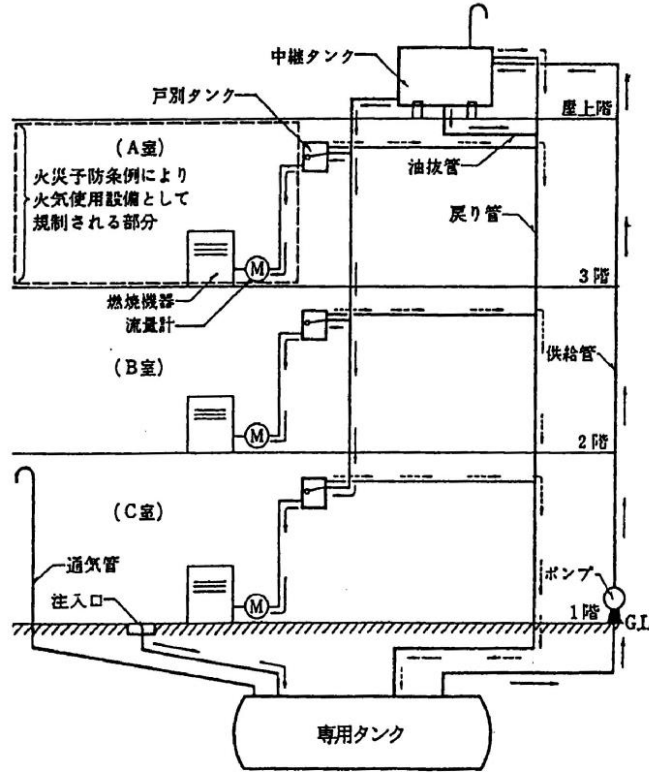 中継タンク
戸別タンク
屋上階
(A室)
火災予防条例により
火気使用設備として
規制される部分
油抜管
戻り管
M
3階
燃焼機器
流量計
(B室)
供給管
M
2階
(C室)
通気管
注入口
M
ポンプ
1階
G.L
専用タンク